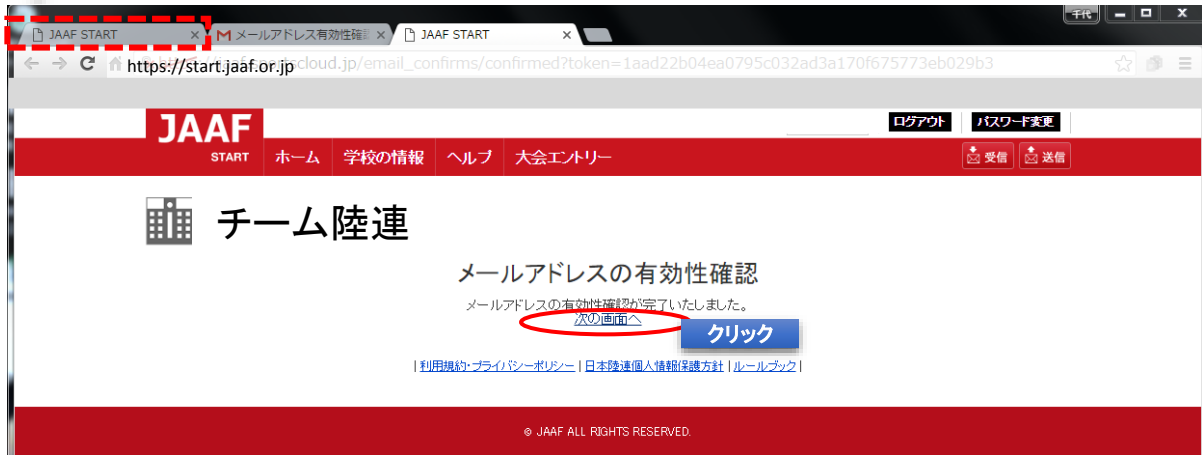 千代
JAAF START × メールアドレス有効性確認 × JAAF START ×
https://start.jaaf.or.jp scloud.jp/email_confirms/confirmed?token=1aad22b04ea0795c032ad3a170f675773eb029b3
JAAF ログアウト パスワード変更
START ホーム 学校の情報 ヘルプ 大会エントリー 受信 送信
チーム陸連
メールアドレスの有効性確認
メールアドレスの有効性確認が完了いたしました。
次の画面へ
クリック
| 利用規約・プライバシーポリシー | 日本陸連個人情報保護方針 | ルールブック |
© JAAF ALL RIGHTS RESERVED.